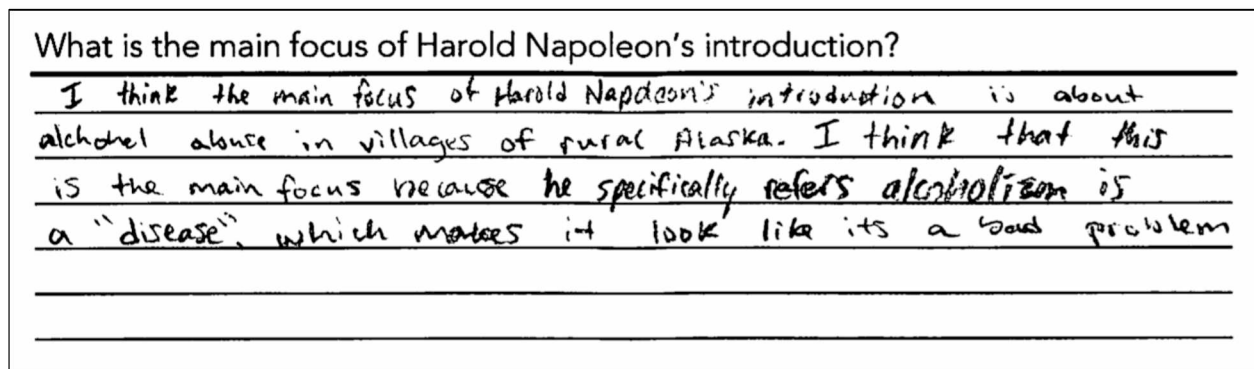 What is the main focus of Harold Napoleon's introduction?
I think the main focus of Harold Napoleon's introduction is about
alchohel abuse in villages of rural Alaska. I think that this
is the main focus because he specifically refers alcoholism is
a "disease", which makes it look like its a bad problem